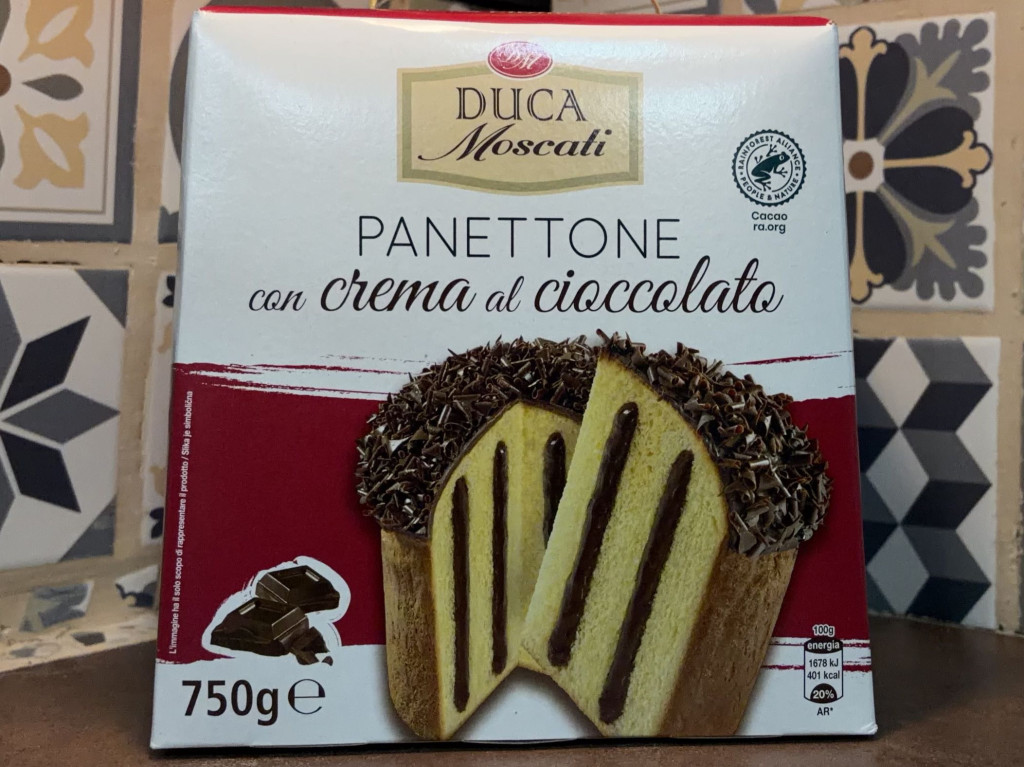 DM
DUCA
Moscati
RAINFOREST ALLIANCE
PEOPLE & NATURE
Cacao
ra.org
PANETTONE
con crema al cioccolato
L'immagine ha il solo scopo di rappresentare il prodotto / Slika je simbolična
750g ℮
100g
energia
1678 kJ
401 kcal
20%
AR*